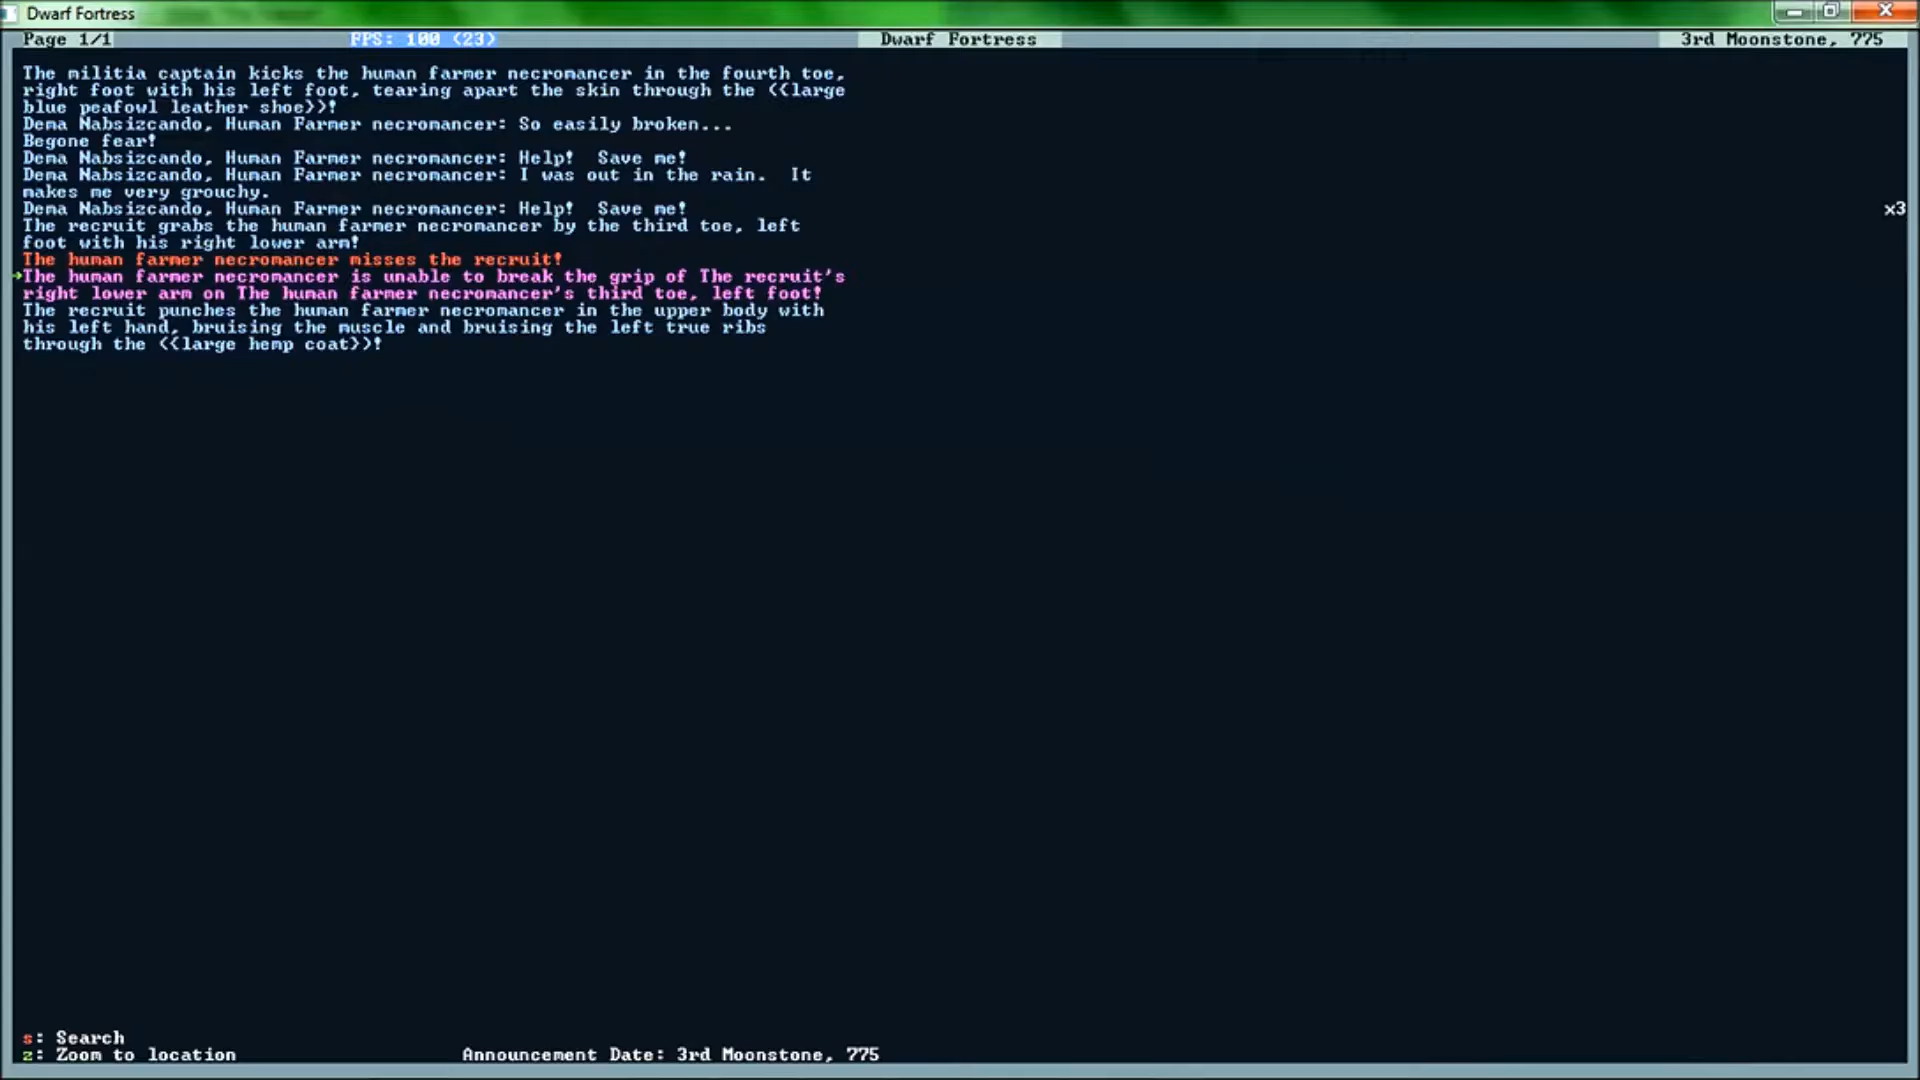 Dwarf Fortress
Page 1/1 FPS: 100 (23) Dwarf Fortress 3rd Moonstone, 775
The militia captain kicks the human farmer necromancer in the fourth toe,
right foot with his left foot, tearing apart the skin through the <<large
blue peafowl leather shoe>>!
Dema Nabsizcando, Human Farmer necromancer: So easily broken...
Begone fear!
Dema Nabsizcando, Human Farmer necromancer: Help!  Save me!
Dema Nabsizcando, Human Farmer necromancer: I was out in the rain.  It
makes me very grouchy.
Dema Nabsizcando, Human Farmer necromancer: Help!  Save me! x3
The recruit grabs the human farmer necromancer by the third toe, left
foot with his right lower arm!
The human farmer necromancer misses the recruit!
The human farmer necromancer is unable to break the grip of The recruit's
right lower arm on The human farmer necromancer's third toe, left foot!
The recruit punches the human farmer necromancer in the upper body with
his left hand, bruising the muscle and bruising the left true ribs
through the <<large hemp coat>>!
s: Search
z: Zoom to location Announcement Date: 3rd Moonstone, 775